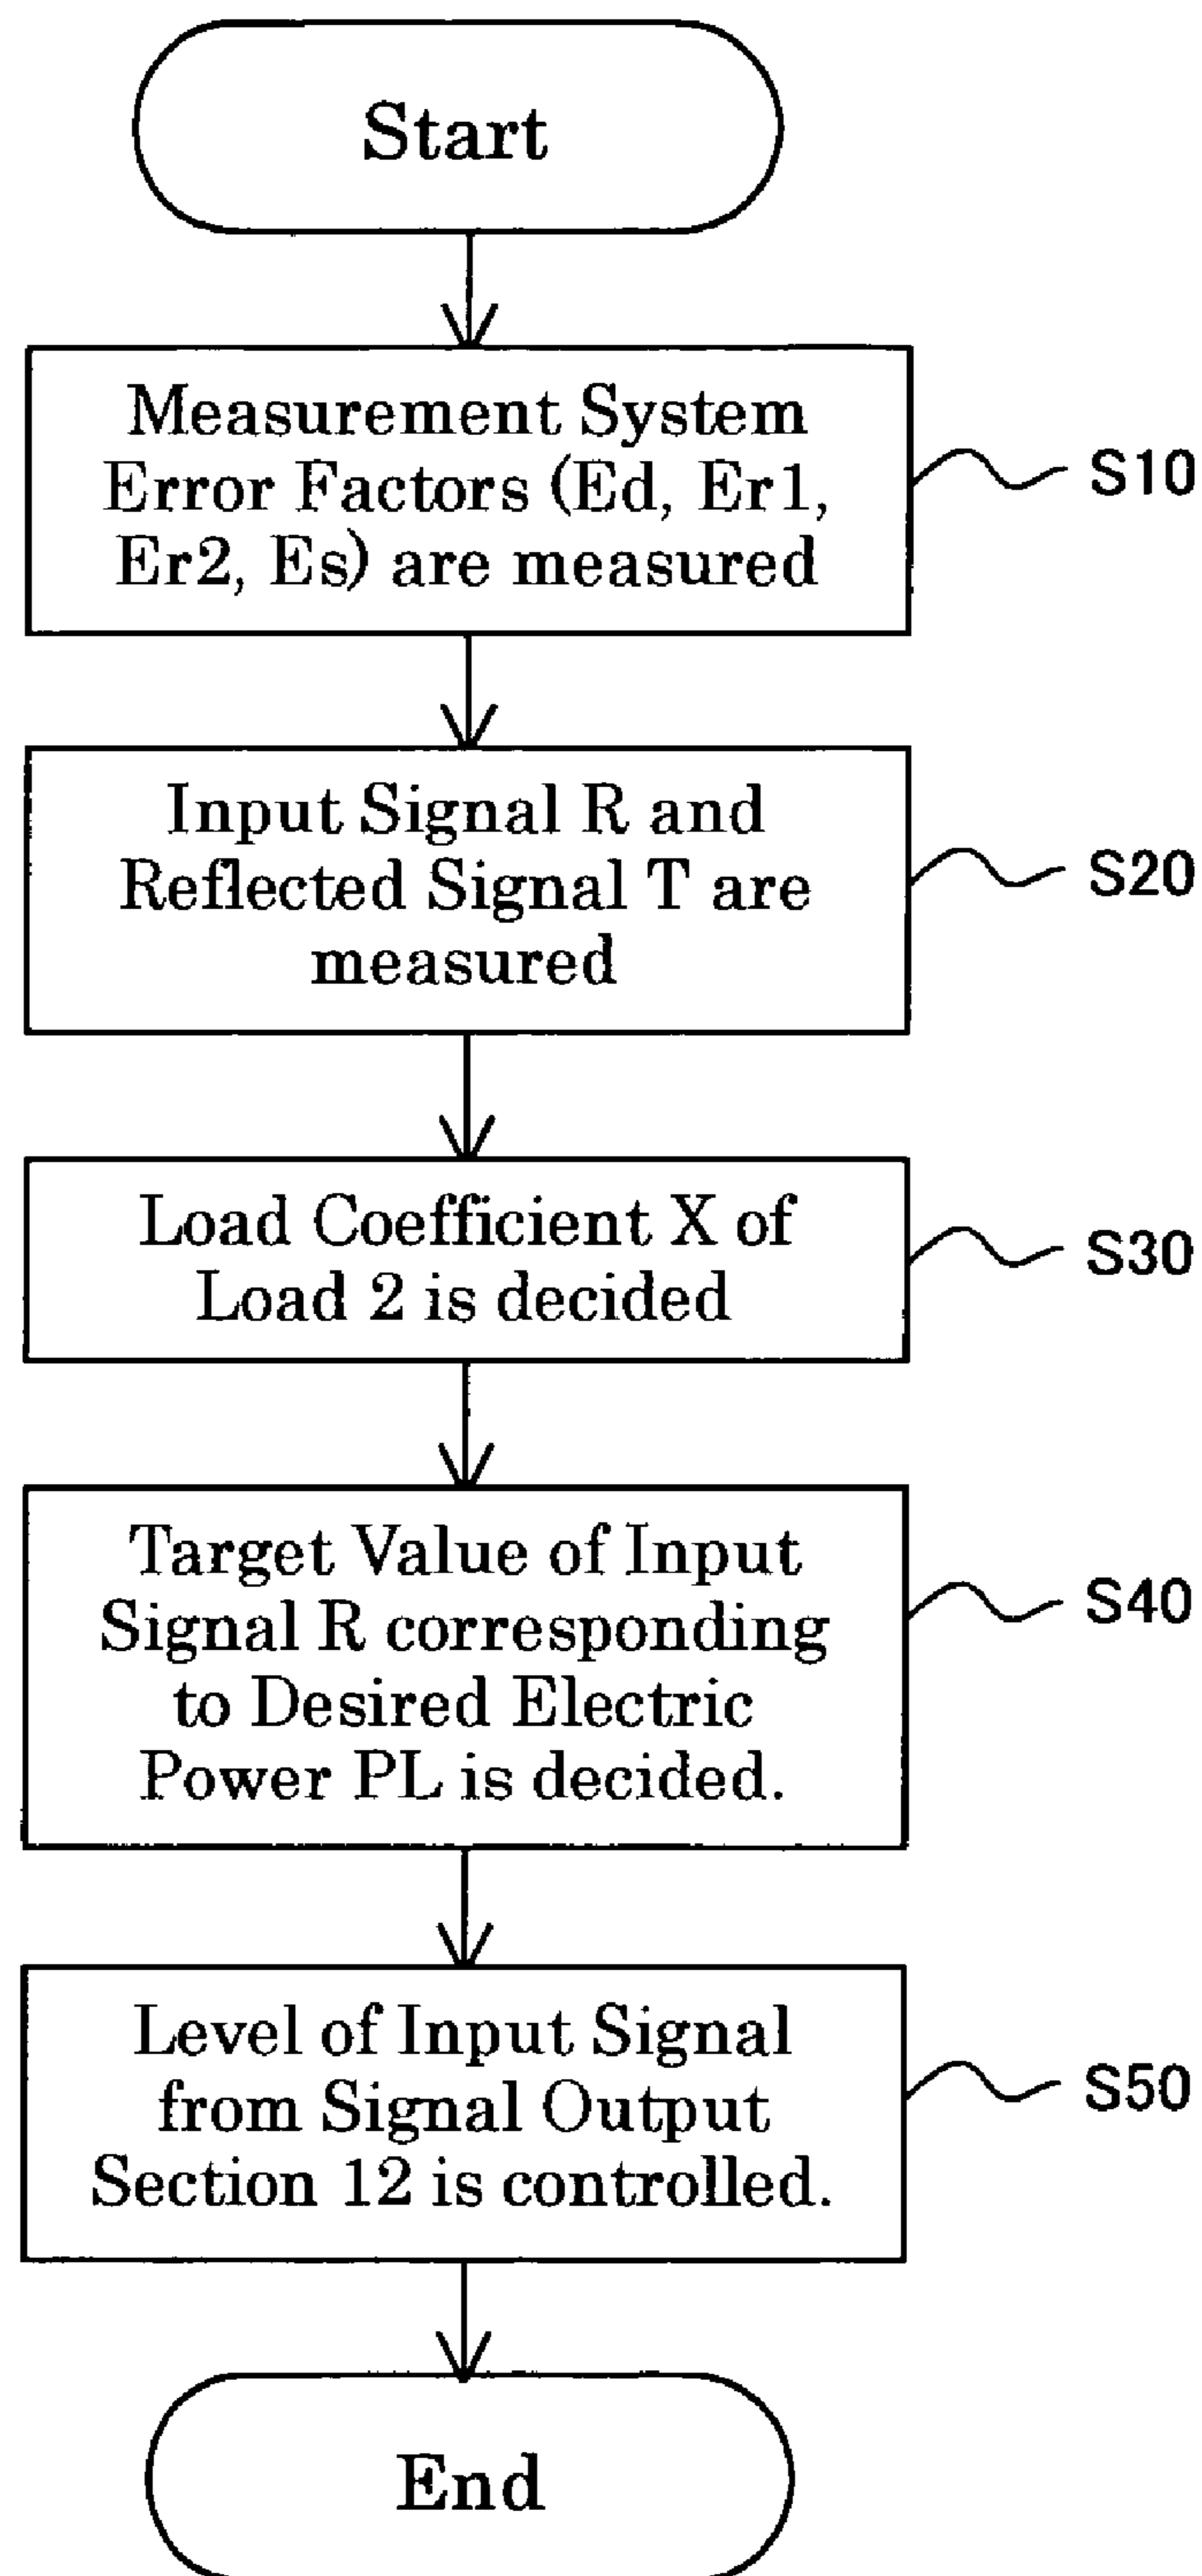 Start
Measurement System
Error Factors (Ed, Er1,
Er2, Es) are measured
S10
Input Signal R and
Reflected Signal T are
measured
S20
Load Coefficient X of
Load 2 is decided
S30
Target Value of Input
Signal R corresponding
to Desired Electric
Power PL is decided.
S40
Level of Input Signal
from Signal Output
Section 12 is controlled.
S50
End